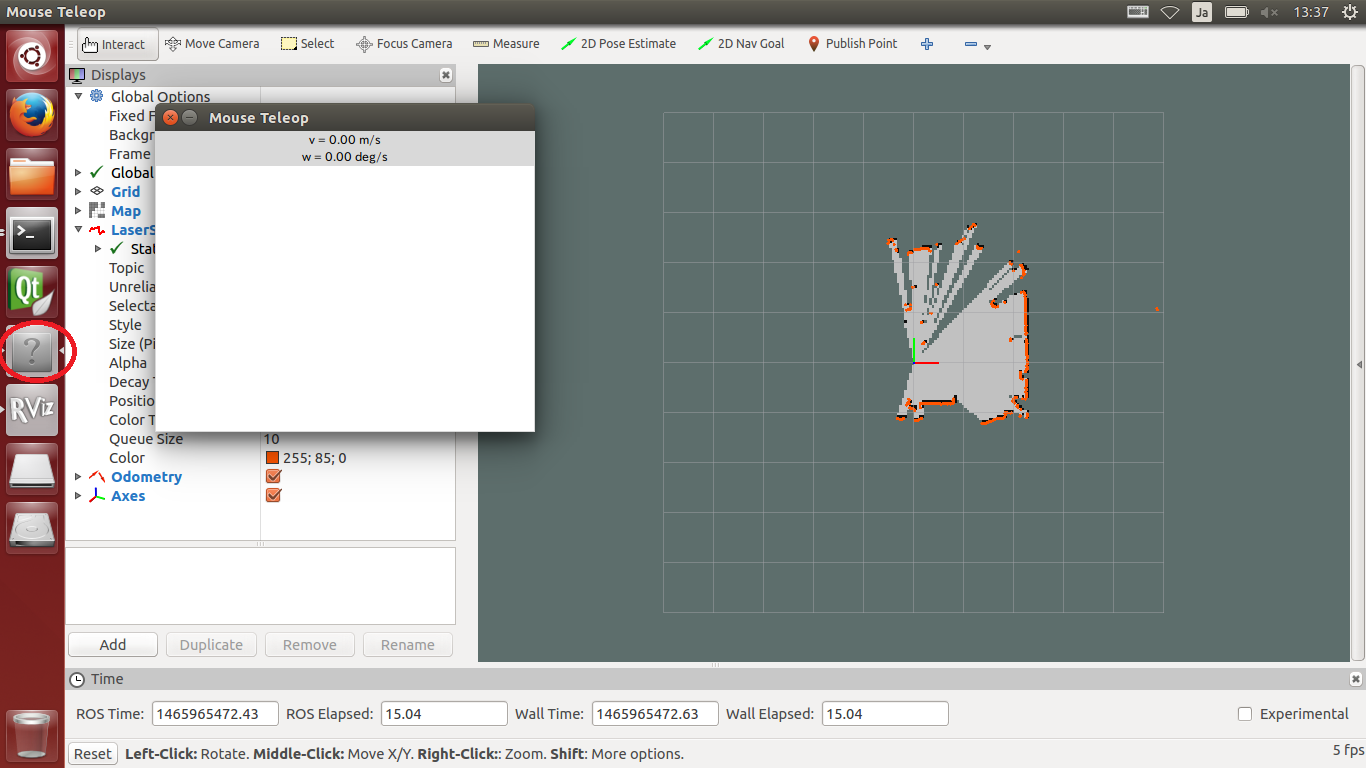 Mouse Teleop
Ja
13:37
Interact
Move Camera
Select
Focus Camera
Measure
2D Pose Estimate
2D Nav Goal
Publish Point
Displays
Global Options
Fixed F
Backgr
Frame
Global
Grid
Map
LaserS
Stat
Topic
Unrelia
Selecta
Style
Size (Pi
Alpha
Decay T
Positio
Color T
Queue Size
10
Color
255; 85; 0
Odometry
Axes
Mouse Teleop
v = 0.00 m/s
w = 0.00 deg/s
>_
Qt
?
RViz
Add
Duplicate
Remove
Rename
Time
ROS Time:
1465965472.43
ROS Elapsed:
15.04
Wall Time:
1465965472.63
Wall Elapsed:
15.04
Experimental
Reset
Left-Click: Rotate. Middle-Click: Move X/Y. Right-Click:: Zoom. Shift: More options.
5 fps